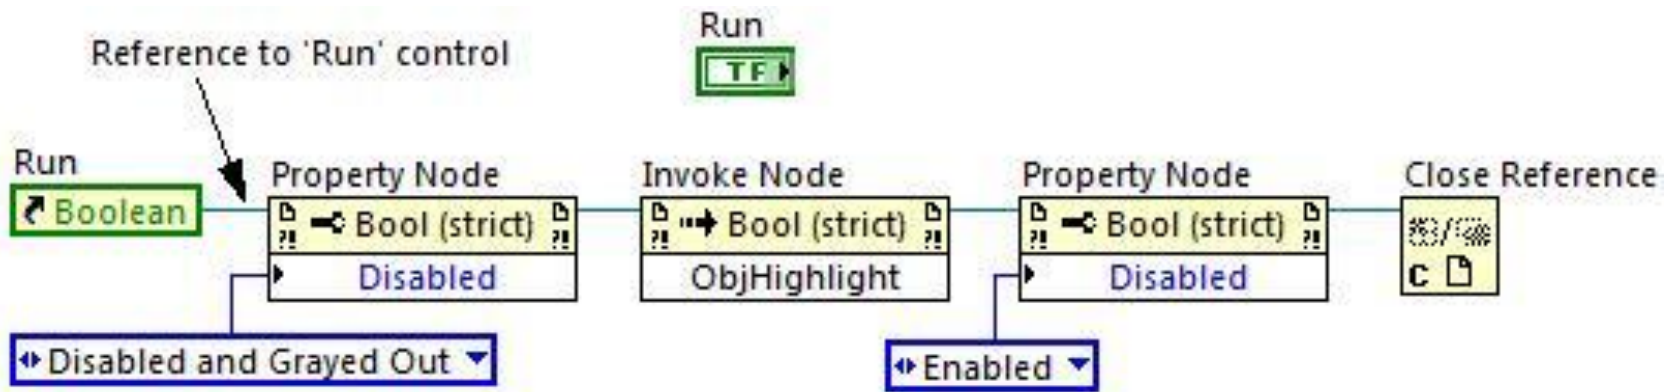 Run
TF
Reference to 'Run' control
Run
Boolean
Property Node
Bool (strict)
Disabled
Disabled and Grayed Out
Invoke Node
Bool (strict)
ObjHighlight
Property Node
Bool (strict)
Disabled
Enabled
Close Reference
C